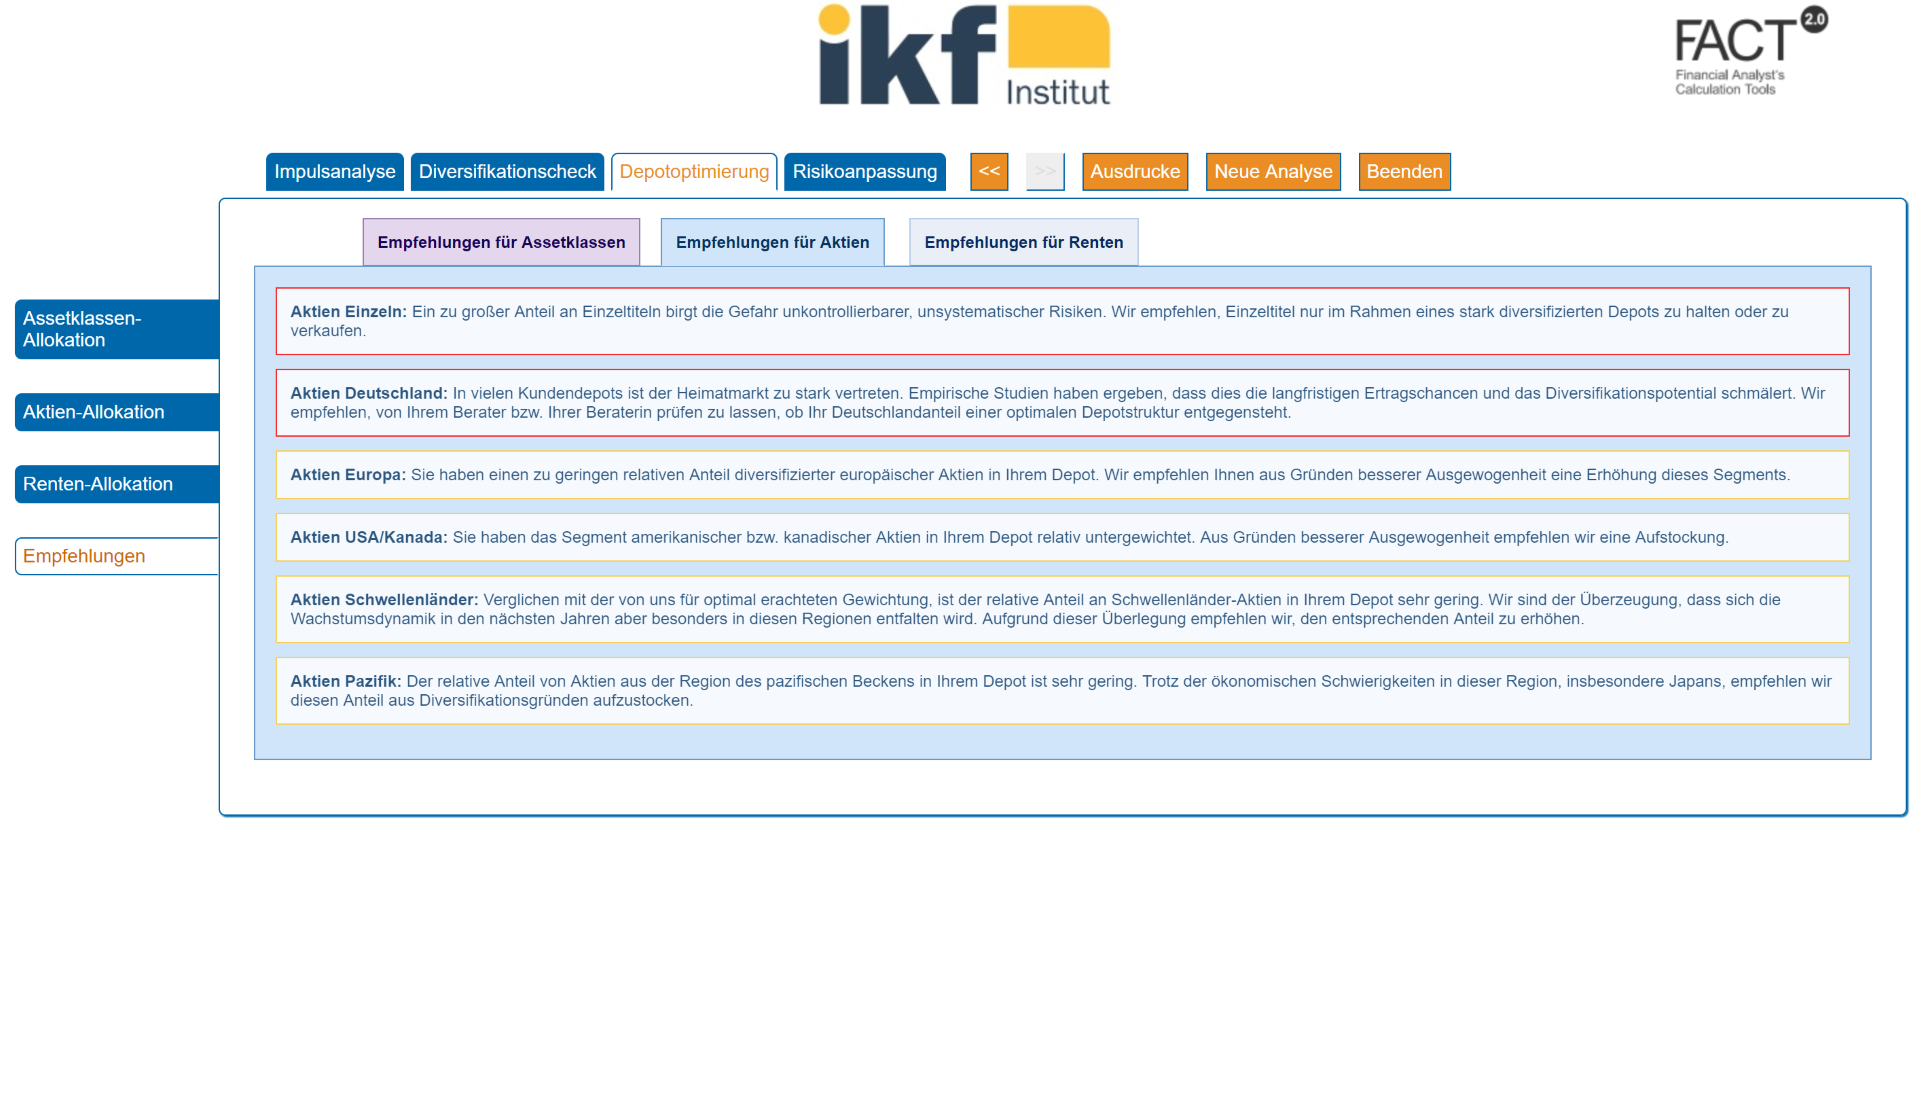 ikf
Institut
FACT 2.0
Financial Analyst's
Calculation Tools
Impulsanalyse
Diversifikationscheck
Depotoptimierung
Risikoanpassung
<<
>>
Ausdrucke
Neue Analyse
Beenden
Assetklassen-
Allokation
Aktien-Allokation
Renten-Allokation
Empfehlungen
Empfehlungen für Assetklassen
Empfehlungen für Aktien
Empfehlungen für Renten
Aktien Einzeln: Ein zu großer Anteil an Einzeltiteln birgt die Gefahr unkontrollierbarer, unsystematischer Risiken. Wir empfehlen, Einzeltitel nur im Rahmen eines stark diversifizierten Depots zu halten oder zu
verkaufen.
Aktien Deutschland: In vielen Kundendepots ist der Heimatmarkt zu stark vertreten. Empirische Studien haben ergeben, dass dies die langfristigen Ertragschancen und das Diversifikationspotential schmälert. Wir
empfehlen, von Ihrem Berater bzw. Ihrer Beraterin prüfen zu lassen, ob Ihr Deutschlandanteil einer optimalen Depotstruktur entgegensteht.
Aktien Europa: Sie haben einen zu geringen relativen Anteil diversifizierter europäischer Aktien in Ihrem Depot. Wir empfehlen Ihnen aus Gründen besserer Ausgewogenheit eine Erhöhung dieses Segments.
Aktien USA/Kanada: Sie haben das Segment amerikanischer bzw. kanadischer Aktien in Ihrem Depot relativ untergewichtet. Aus Gründen besserer Ausgewogenheit empfehlen wir eine Aufstockung.
Aktien Schwellenländer: Verglichen mit der von uns für optimal erachteten Gewichtung, ist der relative Anteil an Schwellenländer-Aktien in Ihrem Depot sehr gering. Wir sind der Überzeugung, dass sich die
Wachstumsdynamik in den nächsten Jahren aber besonders in diesen Regionen entfalten wird. Aufgrund dieser Überlegung empfehlen wir, den entsprechenden Anteil zu erhöhen.
Aktien Pazifik: Der relative Anteil von Aktien aus der Region des pazifischen Beckens in Ihrem Depot ist sehr gering. Trotz der ökonomischen Schwierigkeiten in dieser Region, insbesondere Japans, empfehlen wir
diesen Anteil aus Diversifikationsgründen aufzustocken.